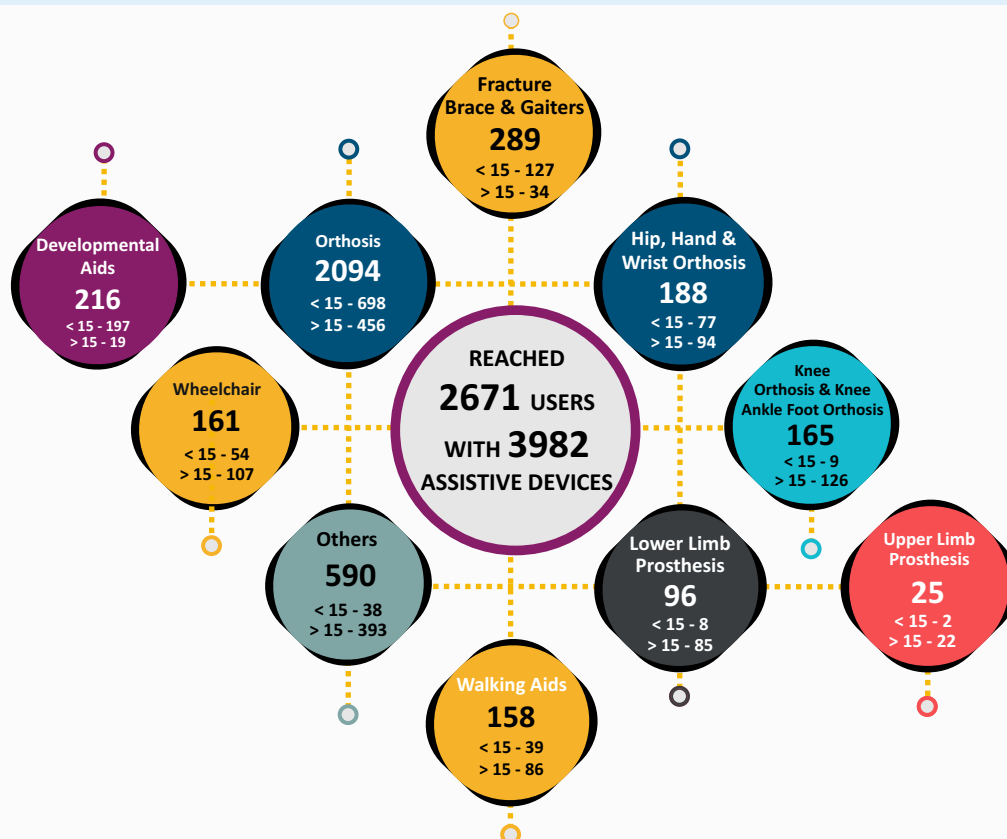 Fracture
Brace & Gaiters
289
< 15 - 127
> 15 - 34
Developmental
Aids
216
< 15 - 197
> 15 - 19
Orthosis
2094
< 15 - 698
> 15 - 456
Hip, Hand &
Wrist Orthosis
188
< 15 - 77
> 15 - 94
REACHED
2671 USERS
WITH 3982
ASSISTIVE DEVICES
Wheelchair
161
< 15 - 54
> 15 - 107
Knee
Orthosis & Knee
Ankle Foot Orthosis
165
< 15 - 9
> 15 - 126
Others
590
< 15 - 38
> 15 - 393
Lower Limb
Prosthesis
96
< 15 - 8
> 15 - 85
Upper Limb
Prosthesis
25
< 15 - 2
> 15 - 22
Walking Aids
158
< 15 - 39
> 15 - 86